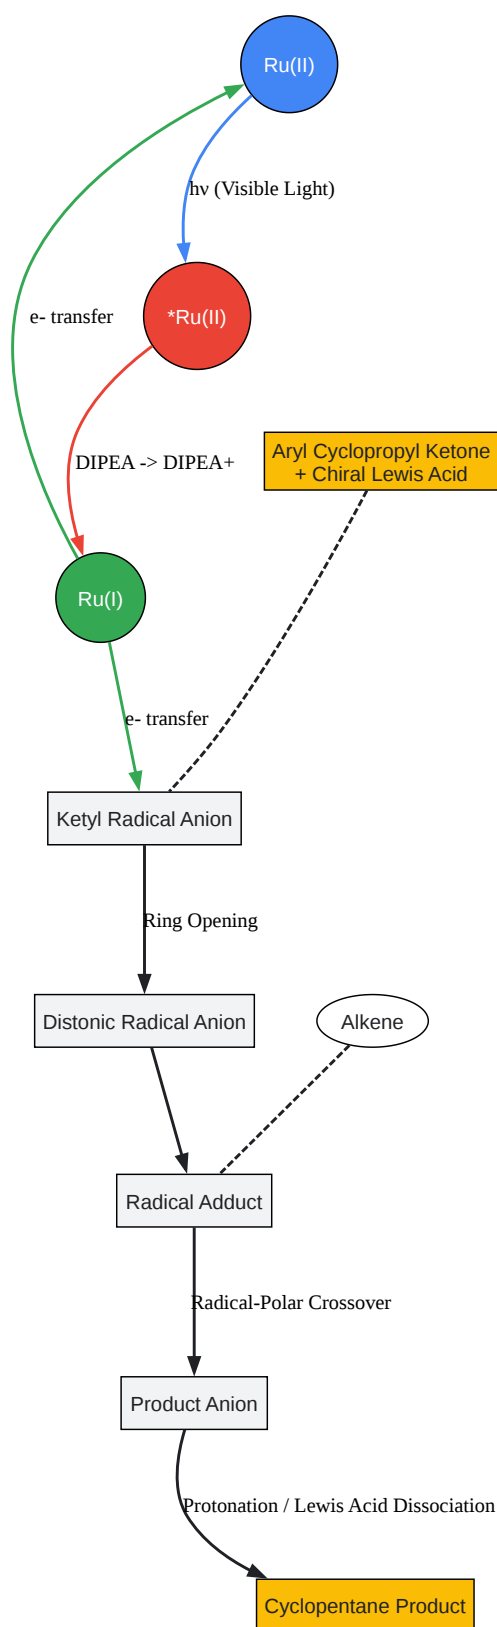 Ru(II)
hν (Visible Light)
*Ru(II)
e- transfer
DIPEA -> DIPEA+
Aryl Cyclopropyl Ketone
+ Chiral Lewis Acid
Ru(I)
e- transfer
Ketyl Radical Anion
Ring Opening
Distonic Radical Anion
Alkene
Radical Adduct
Radical-Polar Crossover
Product Anion
Protonation / Lewis Acid Dissociation
Cyclopentane Product